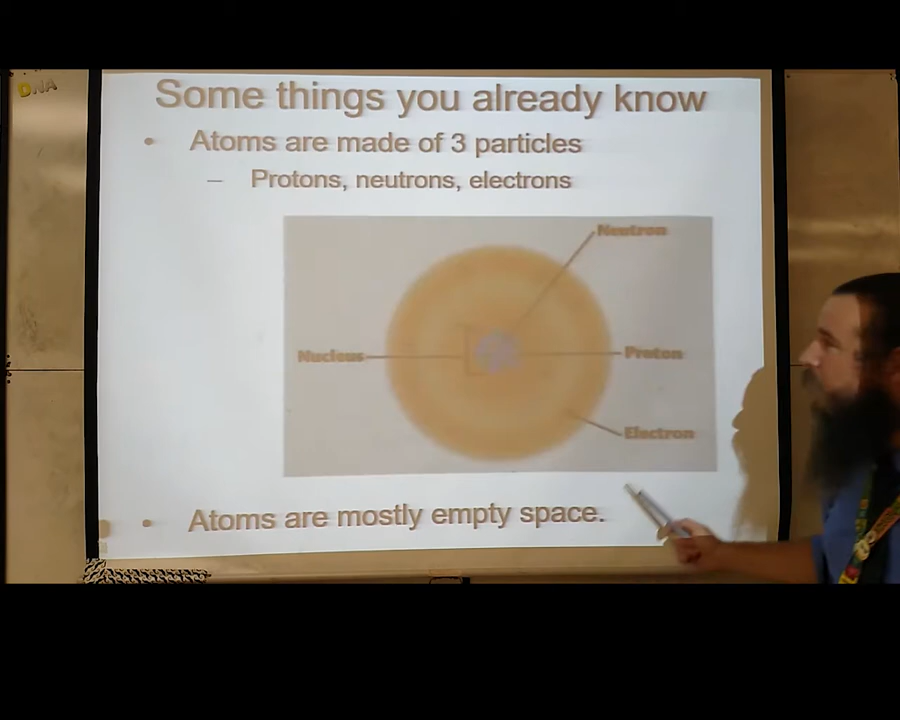 DNA
Some things you already know
• Atoms are made of 3 particles
– Protons, neutrons, electrons
Neutron
Nucleus
Proton
Electron
• Atoms are mostly empty space.